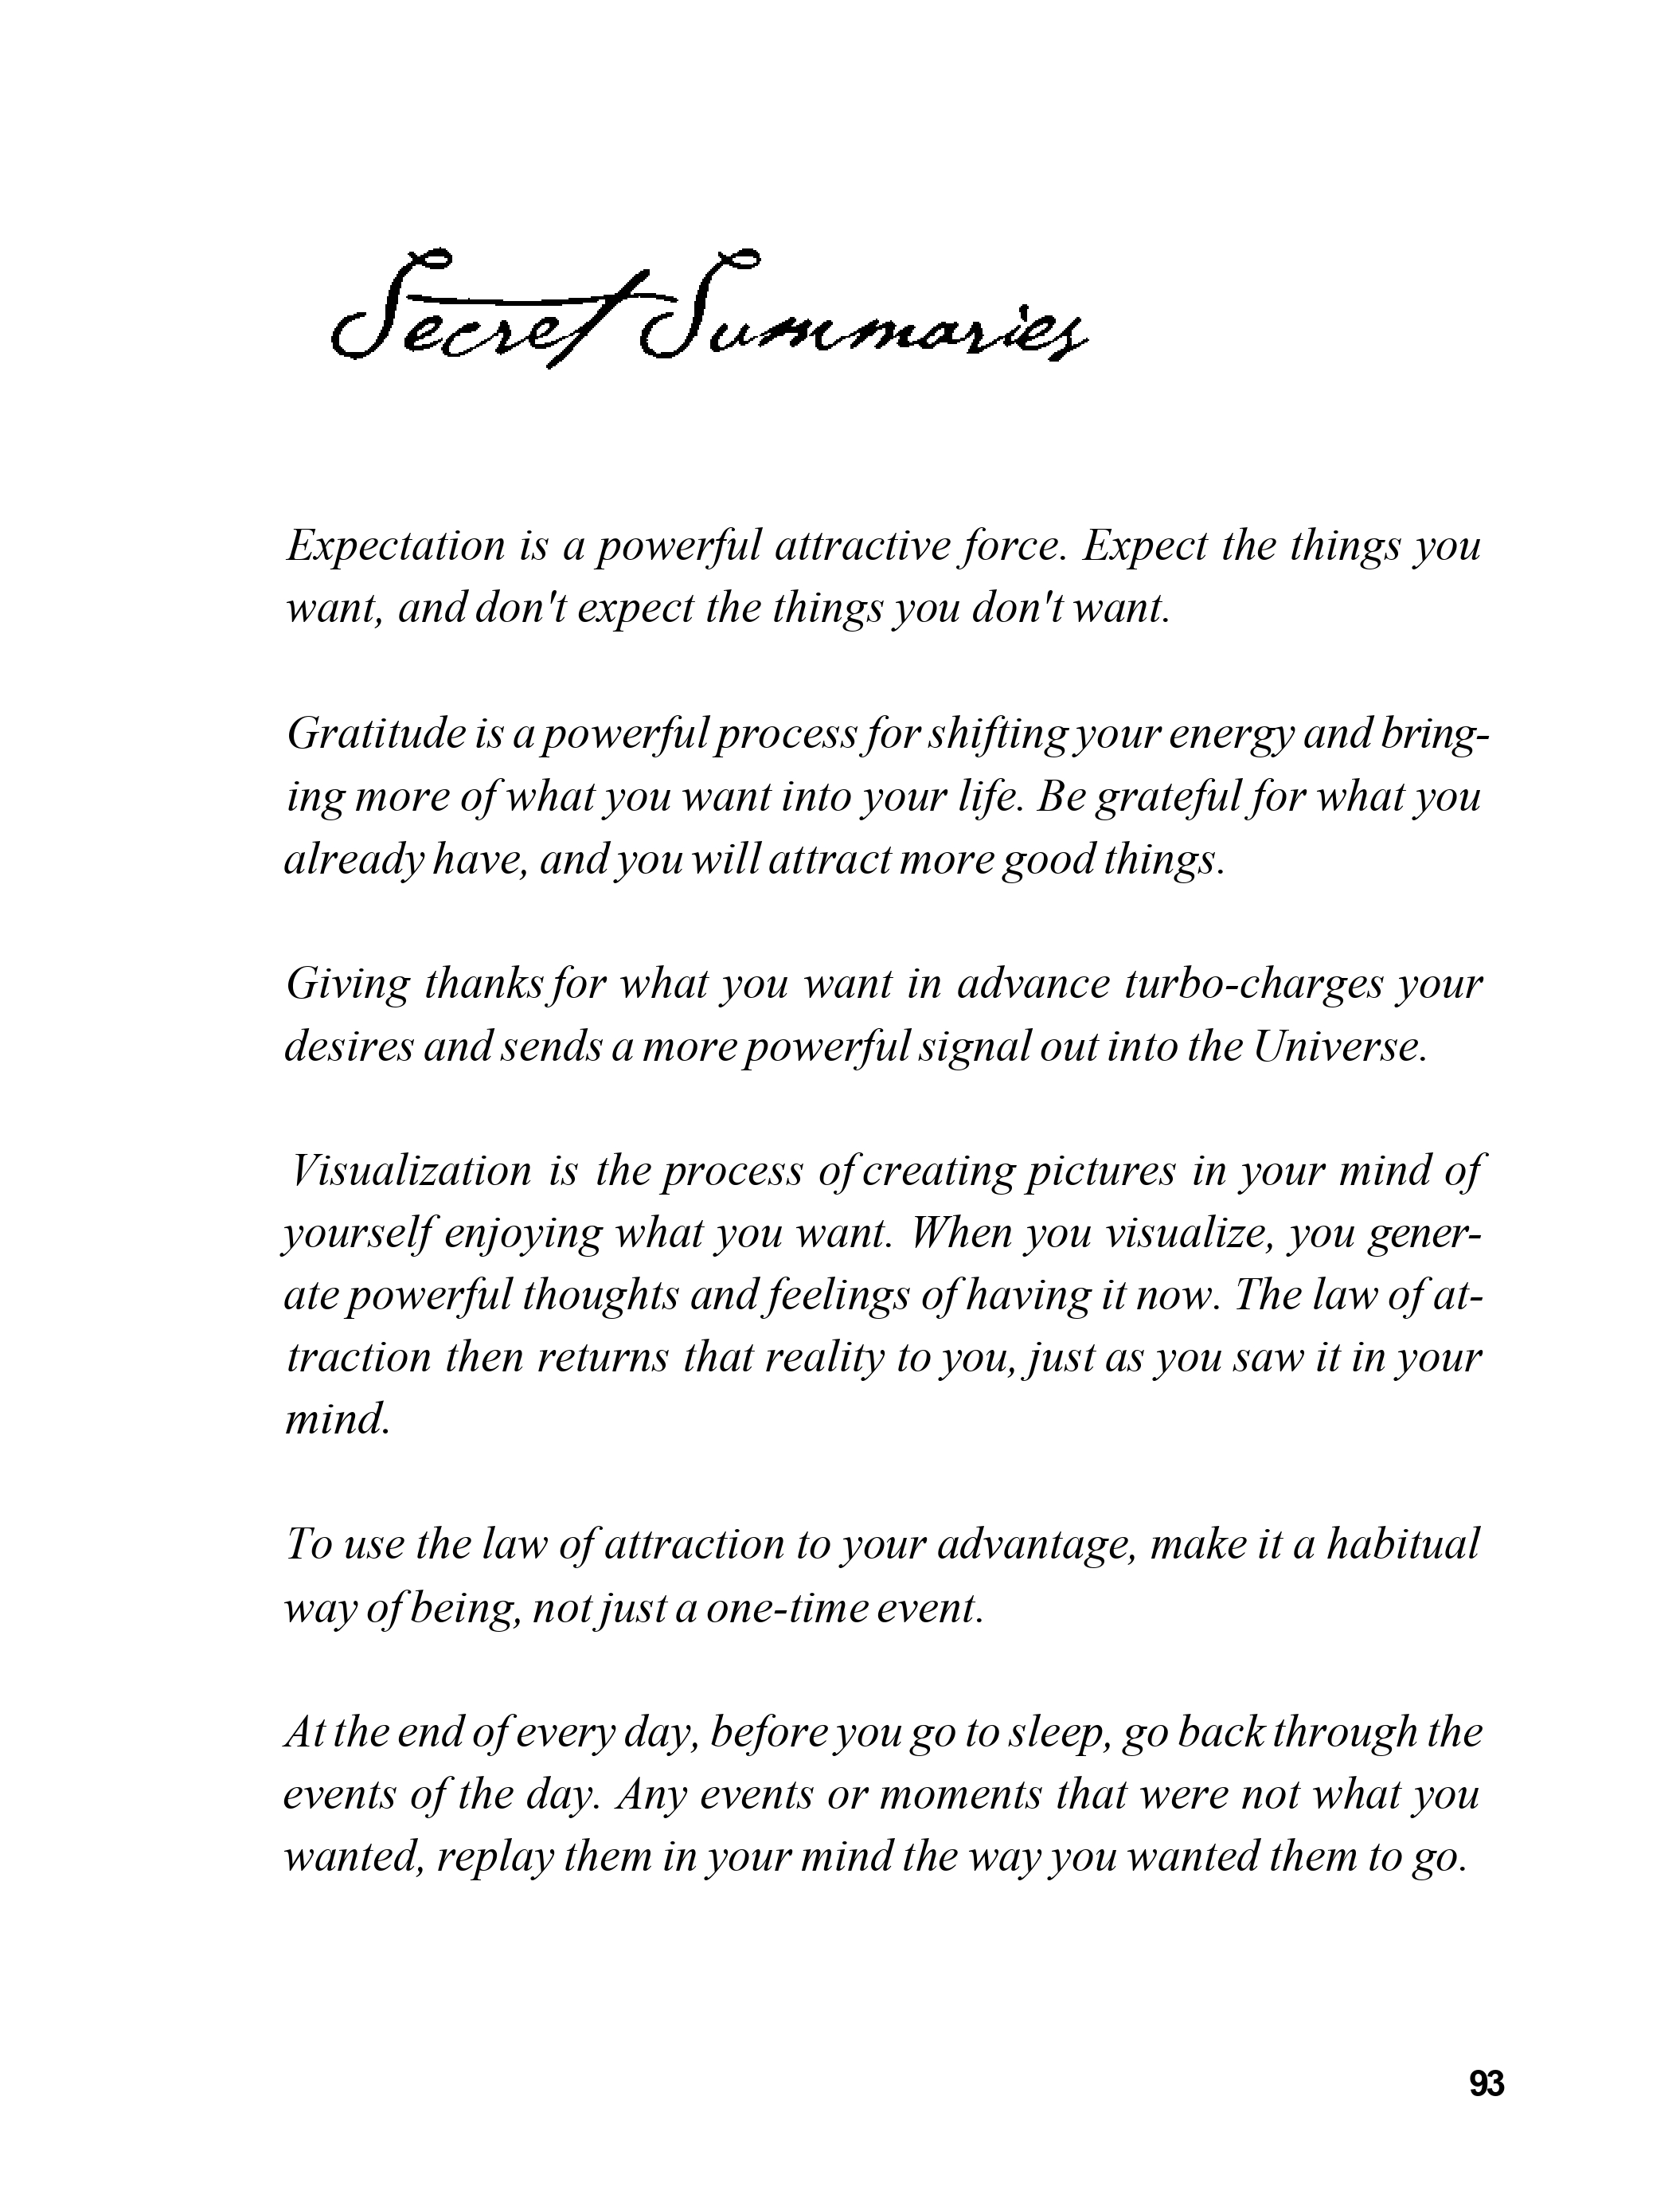 Secret Summaries
Expectation is a powerful attractive force. Expect the things you
want, and don't expect the things you don't want.
Gratitude is a powerful process for shifting your energy and bring-
ing more of what you want into your life. Be grateful for what you
already have, and you will attract more good things.
Giving thanks for what you want in advance turbo-charges your
desires and sends a more powerful signal out into the Universe.
Visualization is the process of creating pictures in your mind of
yourself enjoying what you want. When you visualize, you gener-
ate powerful thoughts and feelings of having it now. The law of at-
traction then returns that reality to you, just as you saw it in your
mind.
To use the law of attraction to your advantage, make it a habitual
way of being, not just a one-time event.
At the end of every day, before you go to sleep, go back through the
events of the day. Any events or moments that were not what you
wanted, replay them in your mind the way you wanted them to go.
93